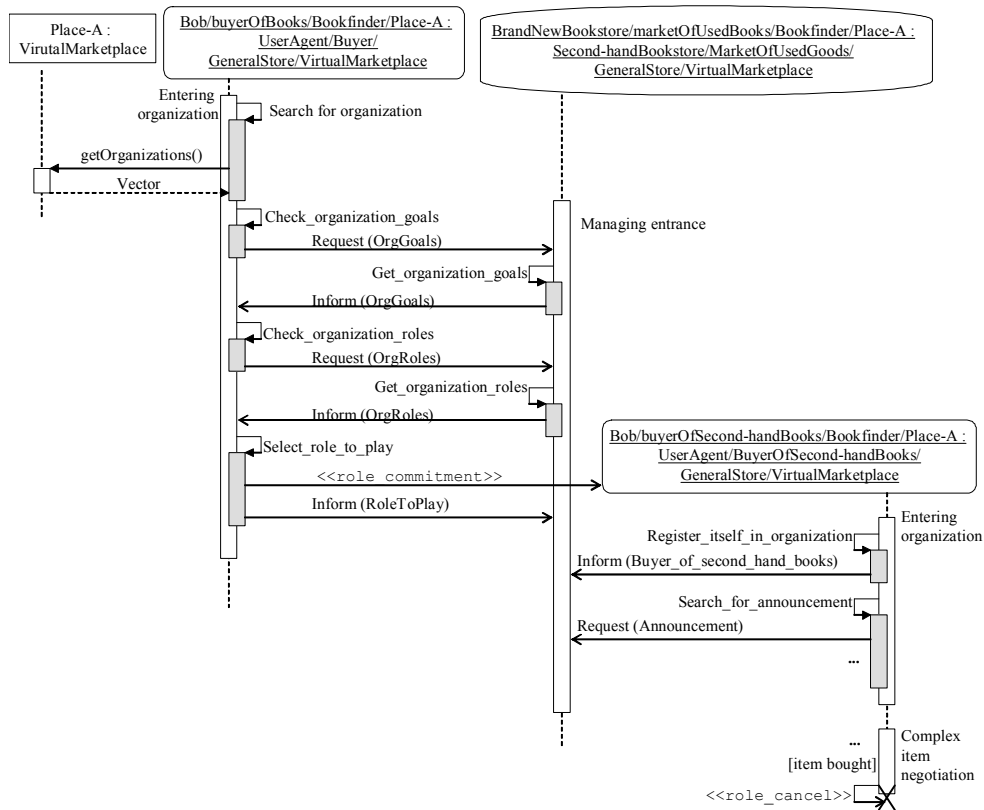 Place-A :
VirutalMarketplace
Bob/buyerOfBooks/Bookfinder/Place-A :
UserAgent/Buyer/
GeneralStore/VirtualMarketplace
BrandNewBookstore/marketOfUsedBooks/Bookfinder/Place-A :
Second-handBookstore/MarketOfUsedGoods/
GeneralStore/VirtualMarketplace
Entering
organization
Search for organization
getOrganizations()
Vector
Check_organization_goals
Request (OrgGoals)
Managing entrance
Get_organization_goals
Inform (OrgGoals)
Check_organization_roles
Request (OrgRoles)
Get_organization_roles
Inform (OrgRoles)
Select_role_to_play
<<role commitment>>
Inform (RoleToPlay)
Bob/buyerOfSecond-handBooks/Bookfinder/Place-A :
UserAgent/BuyerOfSecond-handBooks/
GeneralStore/VirtualMarketplace
Entering
organization
Register_itself_in_organization
Inform (Buyer_of_second_hand_books)
Search_for_announcement
Request (Announcement)
...
...
[item bought]
Complex
item
negotiation
<<role_cancel>>